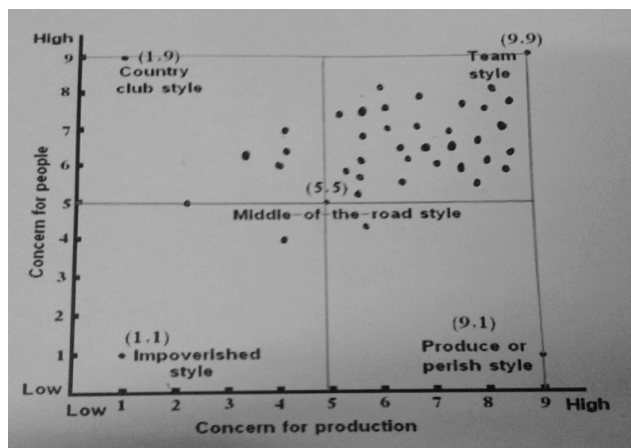 High
9
8
7
6
5
4
3
2
1
Low
Concern for people
(1.9)
Country
club style
(9.9)
Team
style
(5.5)
Middle-of-the-road style
(1.1)
Impoverished
style
(9.1)
Produce or
perish style
Low 1 2 3 4 5 6 7 8 9 High
Concern for production